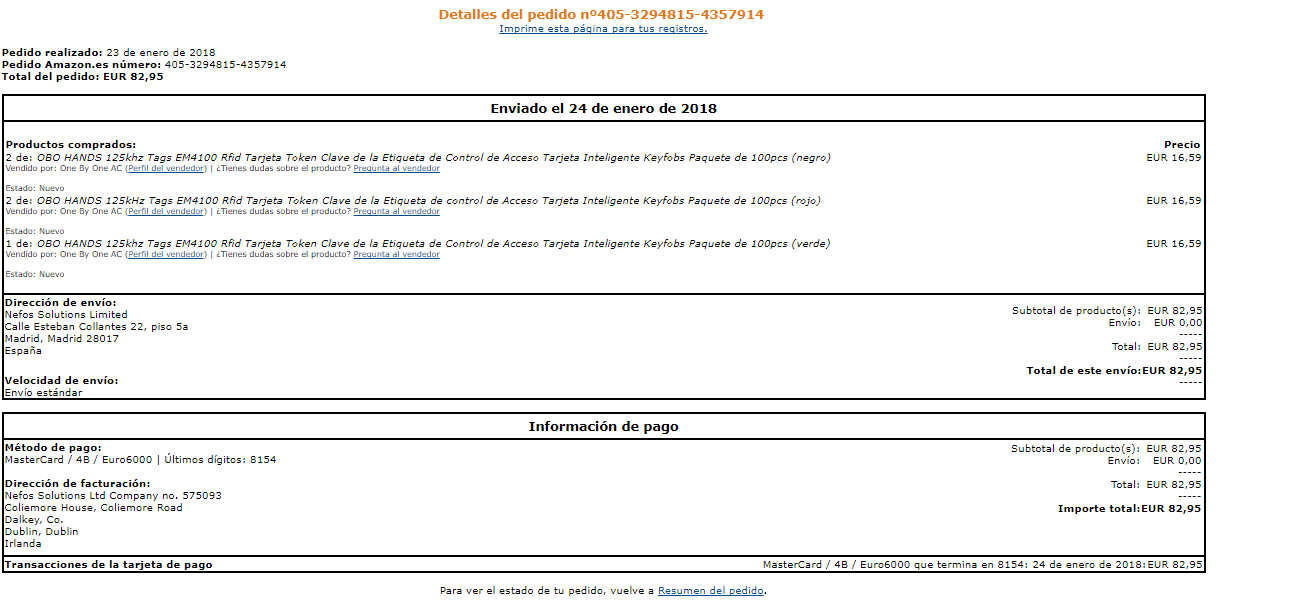 Detalles del pedido nº405-3294815-4357914
Imprime esta página para tus registros.
Pedido realizado: 23 de enero de 2018
Pedido Amazon.es número: 405-3294815-4357914
Total del pedido: EUR 82,95
Enviado el 24 de enero de 2018
Productos comprados: Precio
2 de: OBO HANDS 125khz Tags EM4100 Rfid Tarjeta Token Clave de la Etiqueta de Control de Acceso Tarjeta Inteligente Keyfobs Paquete de 100pcs (negro) EUR 16,59
Vendido por: One By One AC (Perfil del vendedor) | ¿Tienes dudas sobre el producto? Pregunta al vendedor
Estado: Nuevo
2 de: OBO HANDS 125kHz Tags EM4100 Rfid Tarjeta Token Clave de la Etiqueta de control de Acceso Tarjeta Inteligente Keyfobs Paquete de 100pcs (rojo) EUR 16,59
Vendido por: One By One AC (Perfil del vendedor) | ¿Tienes dudas sobre el producto? Pregunta al vendedor
Estado: Nuevo
1 de: OBO HANDS 125khz Tags EM4100 Rfid Tarjeta Token Clave de la Etiqueta de Control de Acceso Tarjeta Inteligente Keyfobs Paquete de 100pcs (verde) EUR 16,59
Vendido por: One By One AC (Perfil del vendedor) | ¿Tienes dudas sobre el producto? Pregunta al vendedor
Estado: Nuevo
Dirección de envío:
Nefos Solutions Limited
Calle Esteban Collantes 22, piso 5a
Madrid, Madrid 28017
España
Velocidad de envío:
Envío estándar
Subtotal de producto(s): EUR 82,95
Envío: EUR 0,00
-----
Total: EUR 82,95
-----
Total de este envío:EUR 82,95
-----
Información de pago
Método de pago:
MasterCard / 4B / Euro6000 | Últimos dígitos: 8154
Dirección de facturación:
Nefos Solutions Ltd Company no. 575093
Coliemore House, Coliemore Road
Dalkey, Co.
Dublin, Dublin
Irlanda
Subtotal de producto(s): EUR 82,95
Envío: EUR 0,00
-----
Total: EUR 82,95
-----
Importe total:EUR 82,95
Transacciones de la tarjeta de pago MasterCard / 4B / Euro6000 que termina en 8154: 24 de enero de 2018:EUR 82,95
Para ver el estado de tu pedido, vuelve a Resumen del pedido.